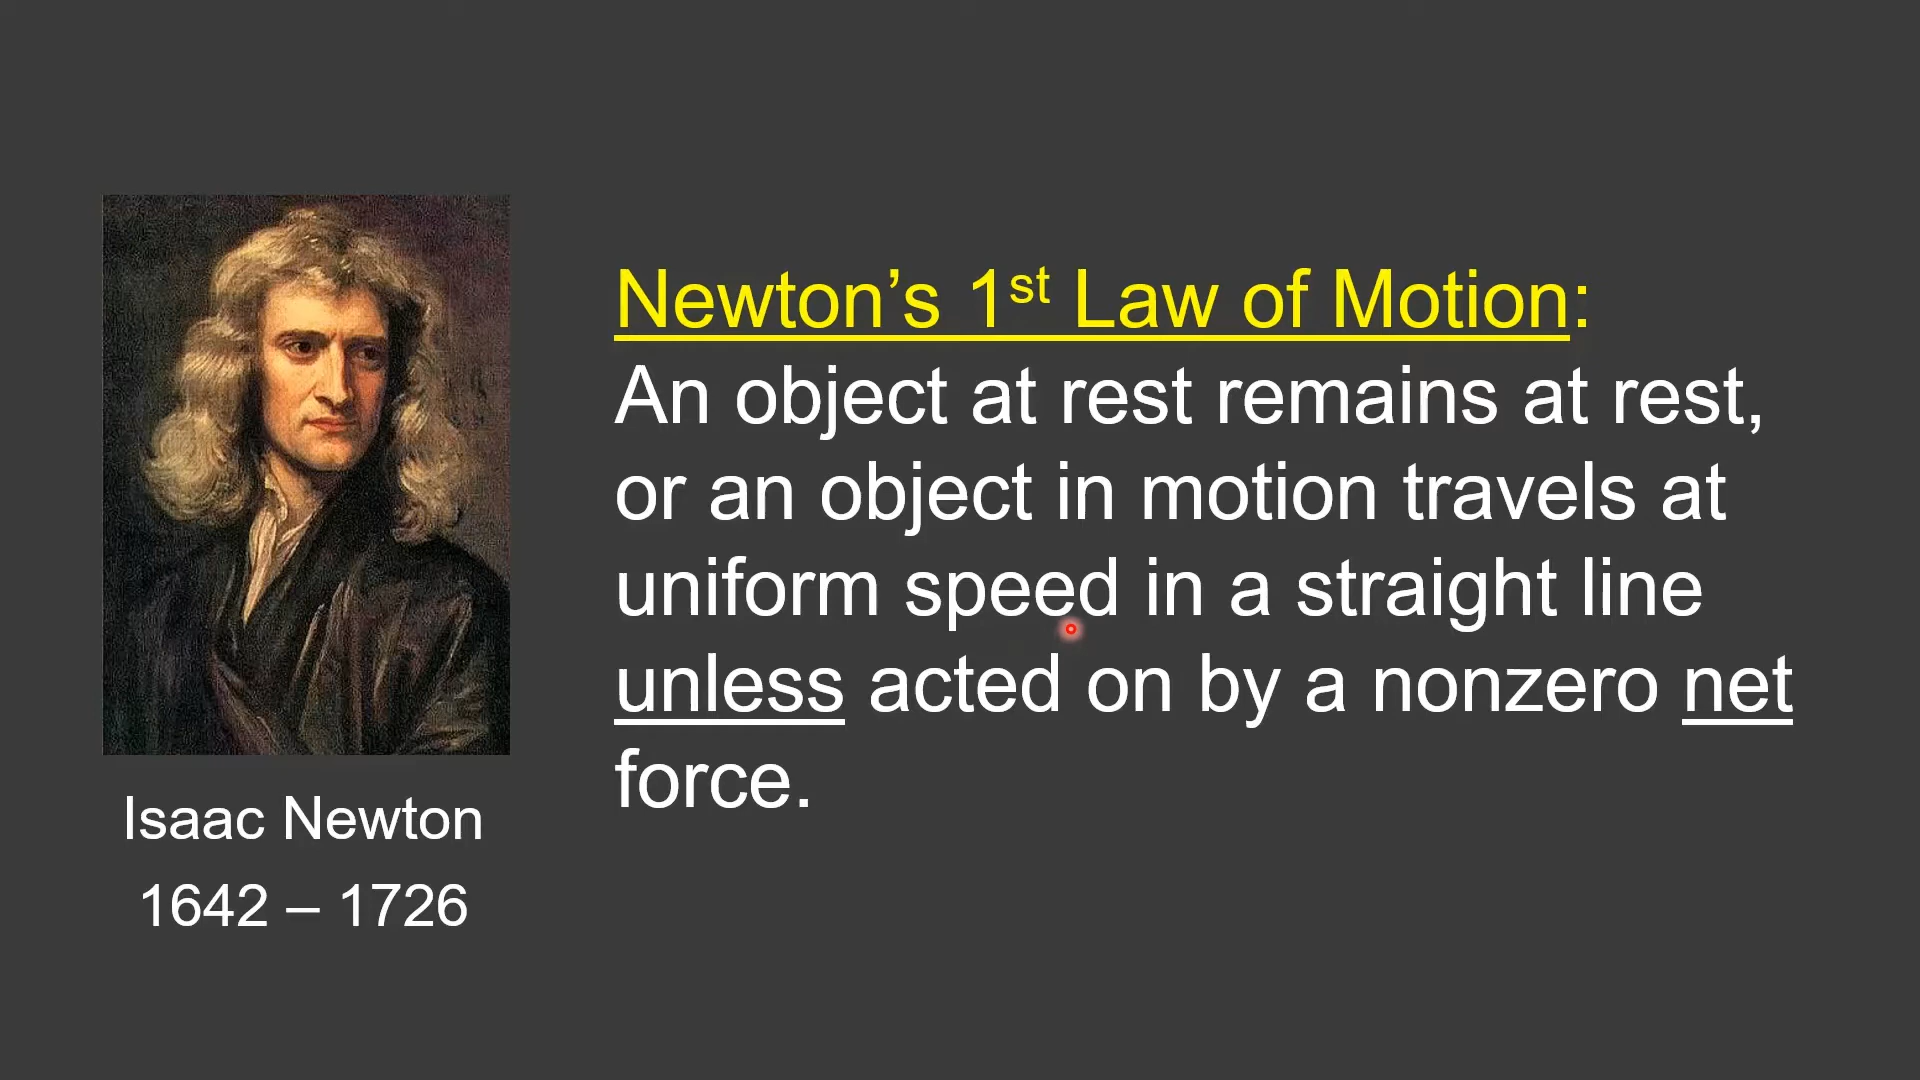 Newton’s 1st Law of Motion:
An object at rest remains at rest,
or an object in motion travels at
uniform speed in a straight line
unless acted on by a nonzero net
force.
Isaac Newton
1642 – 1726